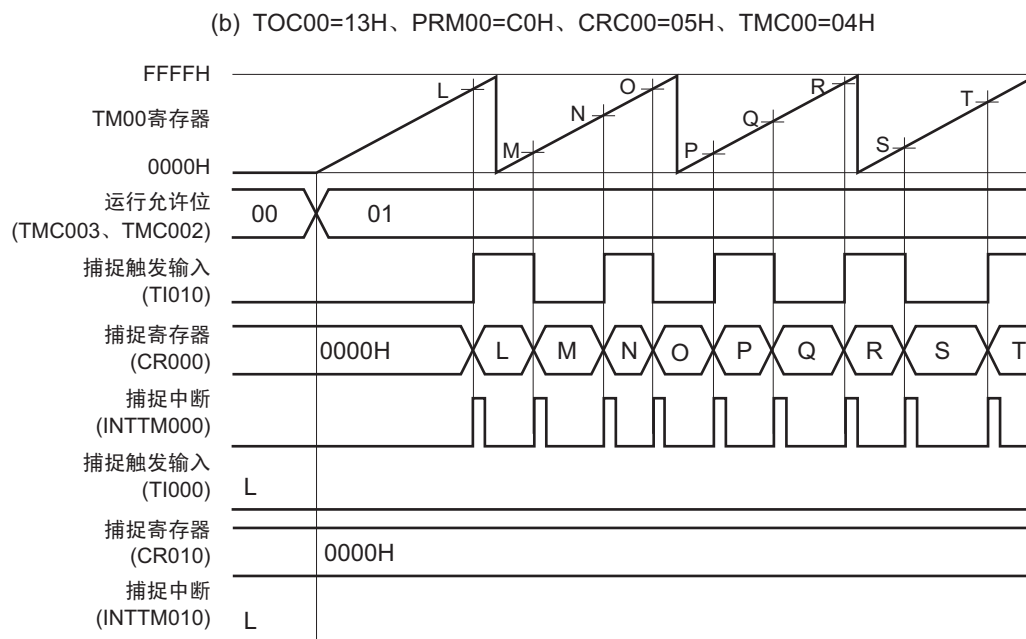 (b) TOC00=13H、PRM00=C0H、CRC00=05H、TMC00=04H
FFFFH
TM00寄存器
0000H
L M N O P Q R S T
运行允许位
(TMC003、TMC002)
00 01
捕捉触发输入
(TI010)
捕捉寄存器
(CR000)
0000H L M N O P Q R S T
捕捉中断
(INTTM000)
捕捉触发输入
(TI000)
L
捕捉寄存器
(CR010)
0000H
捕捉中断
(INTTM010)
L